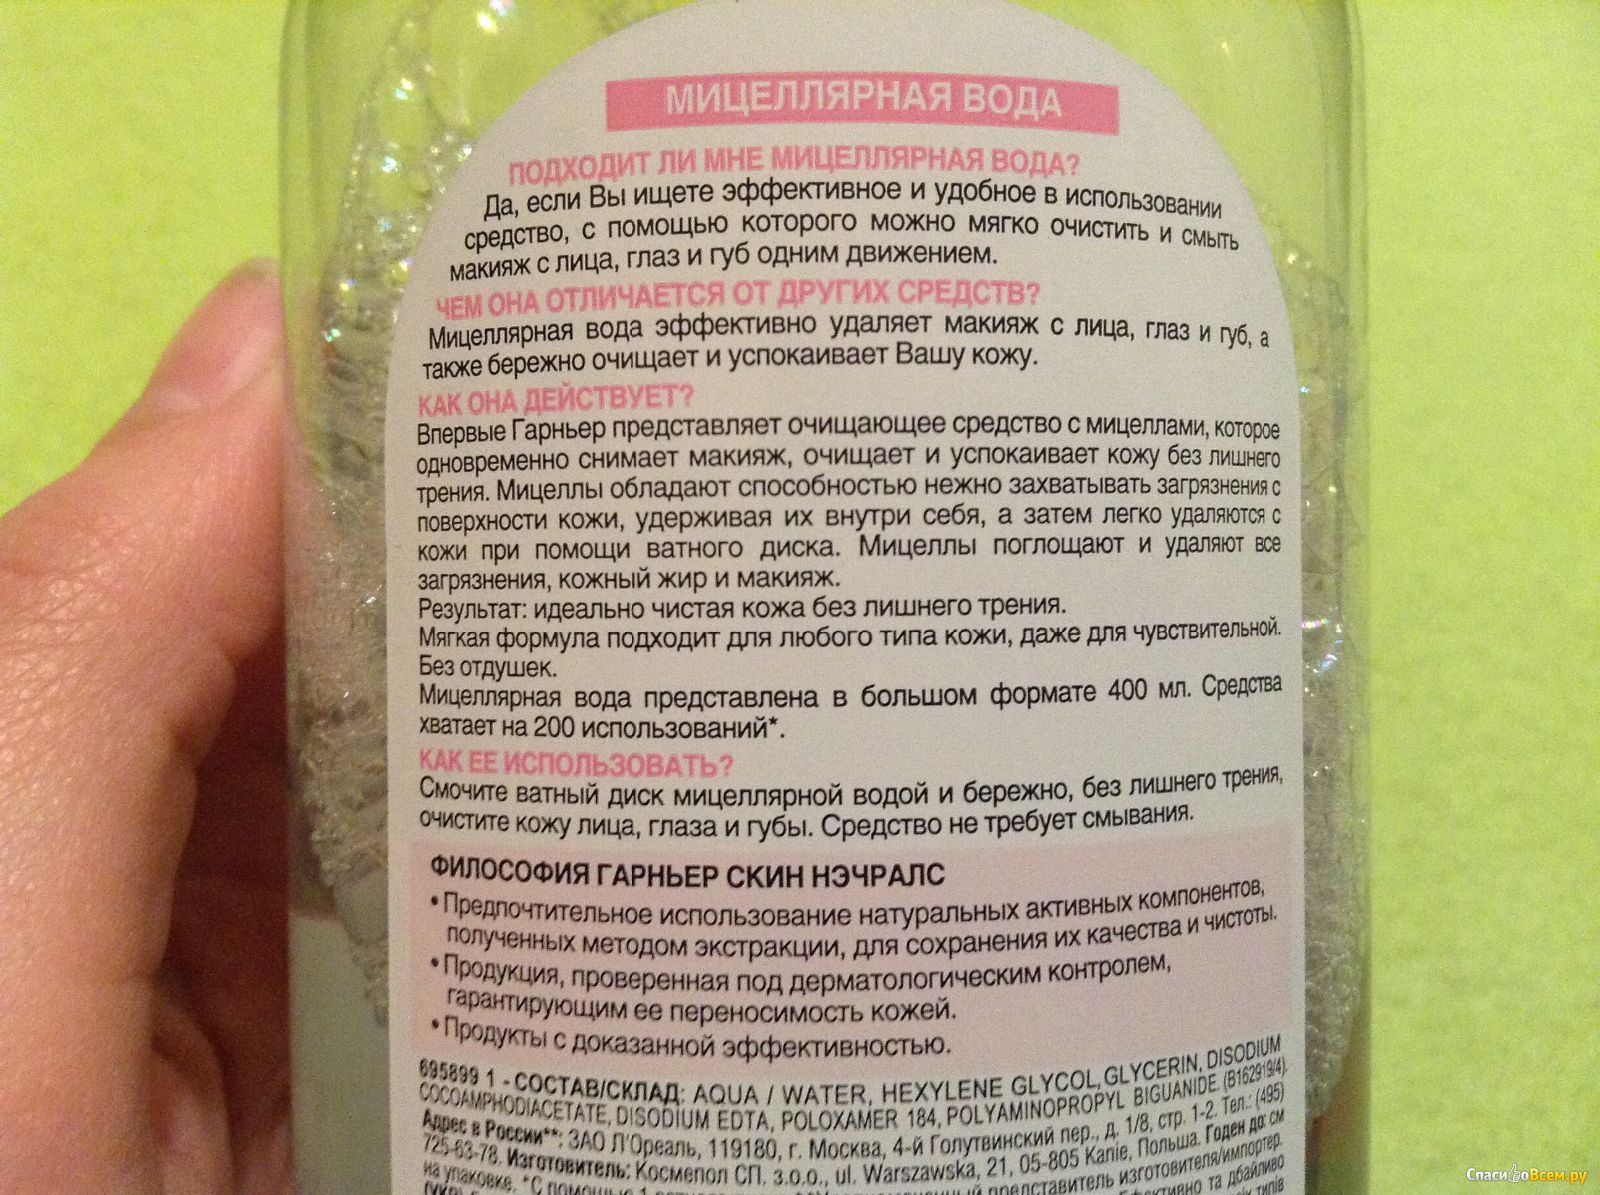 МИЦЕЛЛЯРНАЯ ВОДА
ПОДХОДИТ ЛИ МНЕ МИЦЕЛЛЯРНАЯ ВОДА?
Да, если Вы ищете эффективное и удобное в использовании
средство, с помощью которого можно мягко очистить и смыть
макияж с лица, глаз и губ одним движением.
ЧЕМ ОНА ОТЛИЧАЕТСЯ ОТ ДРУГИХ СРЕДСТВ?
Мицеллярная вода эффективно удаляет макияж с лица, глаз и губ, а
также бережно очищает и успокаивает Вашу кожу.
КАК ОНА ДЕЙСТВУЕТ?
Впервые Гарньер представляет очищающее средство с мицеллами, которое
одновременно снимает макияж, очищает и успокаивает кожу без лишнего
трения. Мицеллы обладают способностью нежно захватывать загрязнения с
поверхности кожи, удерживая их внутри себя, а затем легко удаляются с
кожи при помощи ватного диска. Мицеллы поглощают и удаляют все
загрязнения, кожный жир и макияж.
Результат: идеально чистая кожа без лишнего трения.
Мягкая формула подходит для любого типа кожи, даже для чувствительной.
Без отдушек.
Мицеллярная вода представлена в большом формате 400 мл. Средства
хватает на 200 использований*.
КАК ЕЕ ИСПОЛЬЗОВАТЬ?
Смочите ватный диск мицеллярной водой и бережно, без лишнего трения,
очистите кожу лица, глаза и губы. Средство не требует смывания.
ФИЛОСОФИЯ ГАРНЬЕР СКИН НЭЧРАЛС
• Предпочтительное использование натуральных активных компонентов,
полученных методом экстракции, для сохранения их качества и чистоты.
• Продукция, проверенная под дерматологическим контролем,
гарантирующим ее переносимость кожей.
• Продукты с доказанной эффективностью.
695899 1 - СОСТАВ/СКЛАД: AQUA / WATER, HEXYLENE GLYCOL, GLYCERIN, DISODIUM
COCOAMPHODIACETATE, DISODIUM EDTA, POLOXAMER 184, POLYAMINOPROPYL BIGUANIDE (B162919/4).
Адрес в России**: ЗАО Л'Ореаль, 119180, г. Москва, 4-й Голутвинский пер., д. 1/8, стр. 1-2. Тел.: (495)
725-63-78. Изготовитель: Космепол СП. з.о.о., ul. Warszawska, 21, 05-805 Kanie, Польша. Годен до: см
на упаковке. *С помощью 1 представитель изготовителя/импортер.
Ефективно та дбайливо
типів
СпасибоВсем.ру